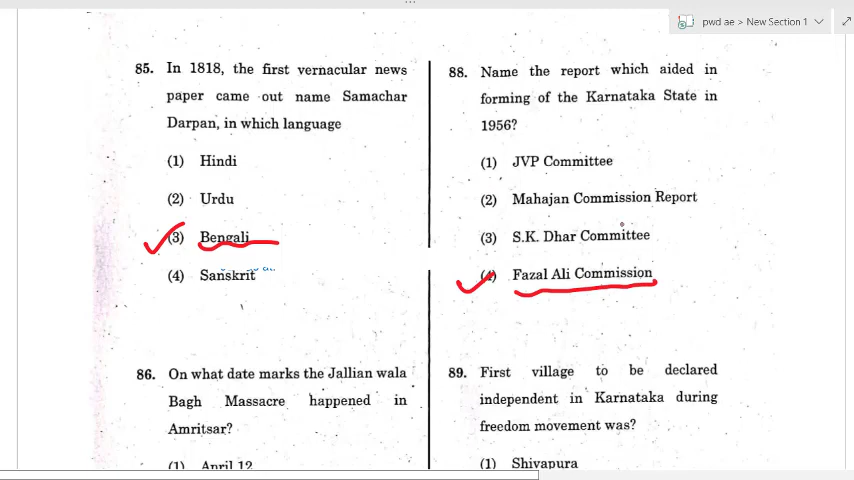 pwd ae > New Section 1
85. In 1818, the first vernacular news
paper came out name Samachar
Darpan, in which language
(1) Hindi
(2) Urdu
(3) Bengali
(4) Sanskrit
86. On what date marks the Jallian wala
Bagh Massacre happened in
Amritsar?
(1) April 12
88. Name the report which aided in
forming of the Karnataka State in
1956?
(1) JVP Committee
(2) Mahajan Commission Report
(3) S.K. Dhar Committee
(4) Fazal Ali Commission
89. First village to be declared
independent in Karnataka during
freedom movement was?
(1) Shivapura